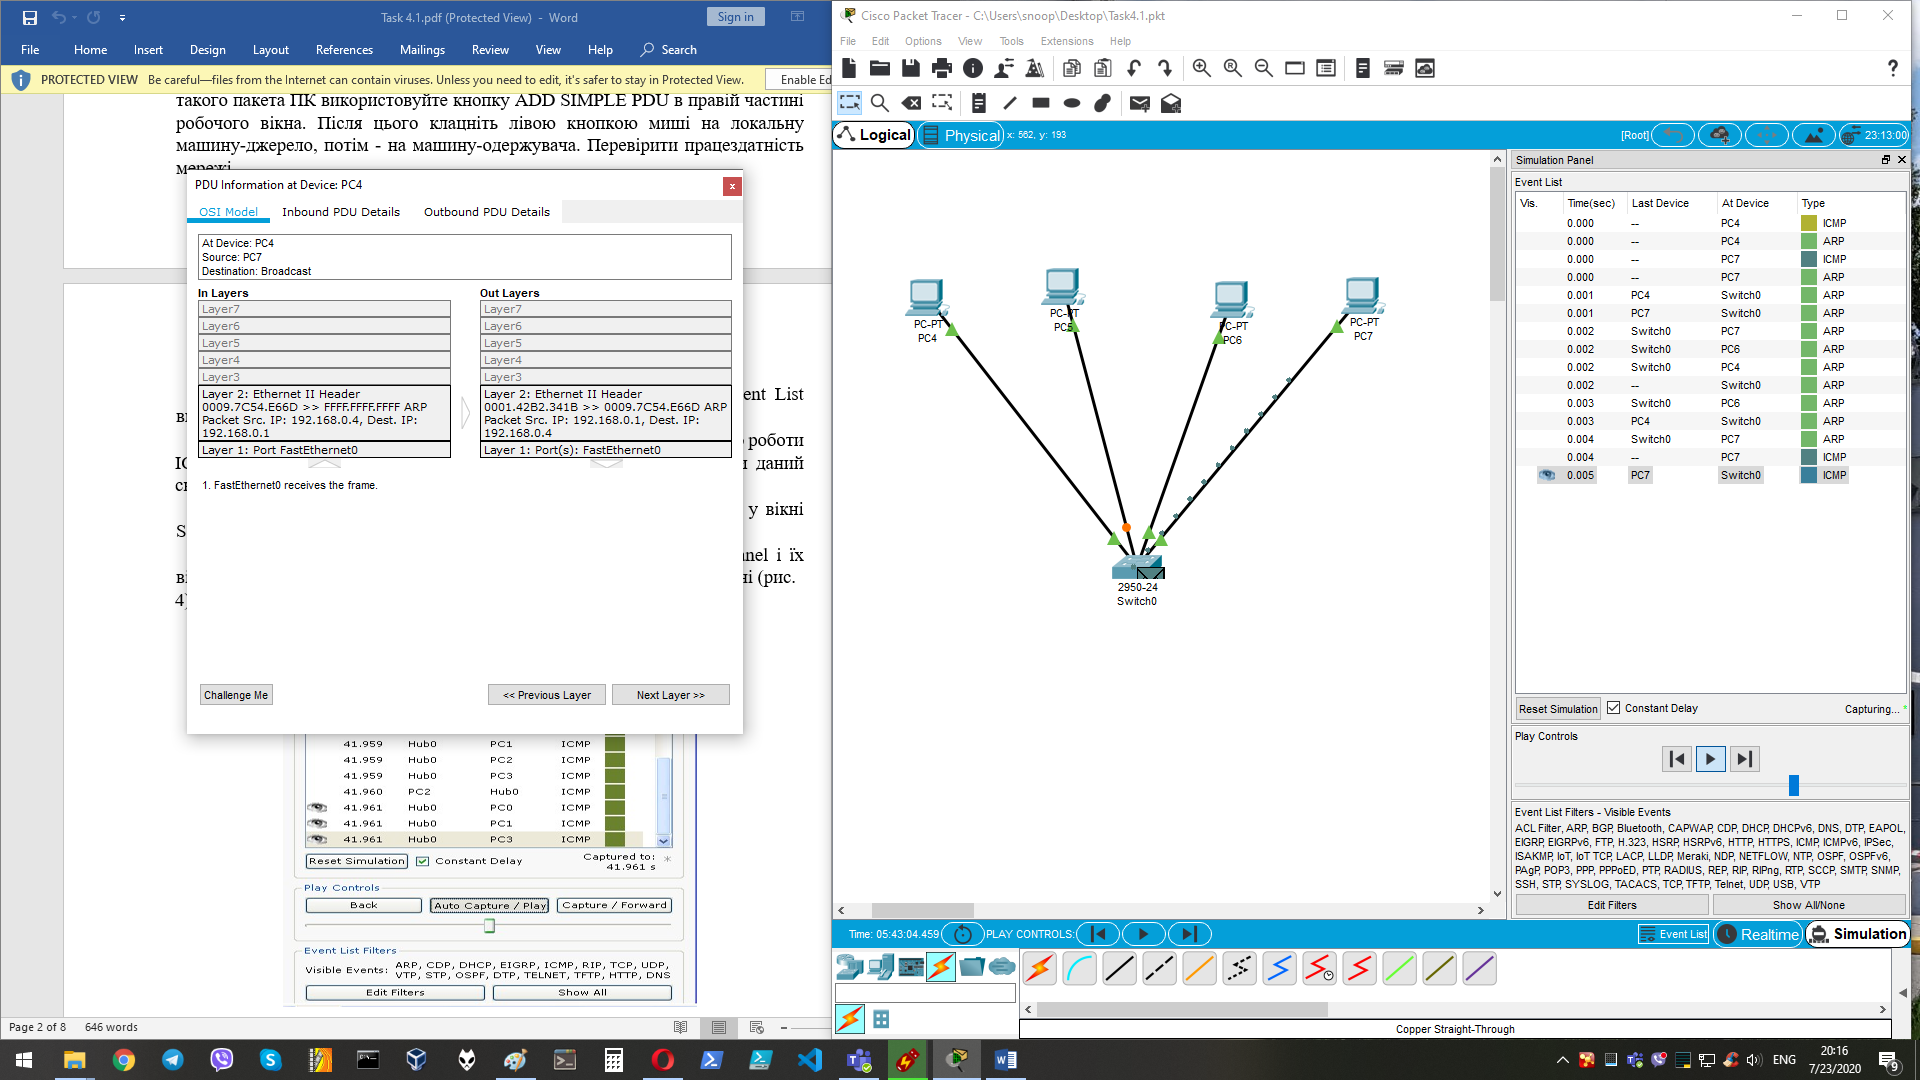 Task 4.1.pdf (Protected View) - Word
Sign in
File Home Insert Design Layout References Mailings Review View Help Search
PROTECTED VIEW Be careful—files from the Internet can contain viruses. Unless you need to edit, it's safer to stay in Protected View. Enable Ed
такого пакета ПК використовуйте кнопку ADD SIMPLE PDU в правій частині
робочого вікна. Після цього клацніть лівою кнопкою миші на локальну
машину-джерело, потім - на машину-одержувача. Перевірити працездатність
мережі
PDU Information at Device: PC4
x
OSI Model Inbound PDU Details Outbound PDU Details
At Device: PC4
Source: PC7
Destination: Broadcast
In Layers
Layer7
Layer6
Layer5
Layer4
Layer3
Layer 2: Ethernet II Header
0009.7C54.E66D >> FFFF.FFFF.FFFF ARP
Packet Src. IP: 192.168.0.4, Dest. IP:
192.168.0.1
Layer 1: Port FastEthernet0
Out Layers
Layer7
Layer6
Layer5
Layer4
Layer3
Layer 2: Ethernet II Header
0001.42B2.341B >> 0009.7C54.E66D ARP
Packet Src. IP: 192.168.0.1, Dest. IP:
192.168.0.4
Layer 1: Port(s): FastEthernet0
1. FastEthernet0 receives the frame.
Challenge Me
<< Previous Layer
Next Layer >>
ent List
роботи
даний
у вікні
nel і їх
ні (рис.
4)
41.959 Hub0 PC1 ICMP
41.959 Hub0 PC2 ICMP
41.959 Hub0 PC3 ICMP
41.960 PC2 Hub0 ICMP
41.961 Hub0 PC0 ICMP
41.961 Hub0 PC1 ICMP
41.961 Hub0 PC3 ICMP
Reset Simulation Constant Delay Captured to:
41.961 s
Play Controls
Back Auto Capture / Play Capture / Forward
Event List Filters
Visible Events: ARP, CDP, DHCP, EIGRP, ICMP, RIP, TCP, UDP,
VTP, STP, OSPF, DTP, TELNET, TFTP, HTTP, DNS
Edit Filters Show All
Page 2 of 8 646 words
Cisco Packet Tracer - C:\Users\snoop\Desktop\Task4.1.pkt
File Edit Options View Tools Extensions Help
?
Logical Physical x: 562, y: 193
[Root] 23:13:00
PC-PT
PC4
PC-PT
PC5
PC-PT
PC6
PC-PT
PC7
2950-24
Switch0
Simulation Panel
Event List
Vis. Time(sec) Last Device At Device Type
0.000 -- PC4 ICMP
0.000 -- PC4 ARP
0.000 -- PC7 ICMP
0.000 -- PC7 ARP
0.001 PC4 Switch0 ARP
0.001 PC7 Switch0 ARP
0.002 Switch0 PC7 ARP
0.002 Switch0 PC6 ARP
0.002 Switch0 PC4 ARP
0.002 -- Switch0 ARP
0.003 Switch0 PC6 ARP
0.003 PC4 Switch0 ARP
0.004 Switch0 PC7 ARP
0.004 -- PC7 ICMP
0.005 PC7 Switch0 ICMP
Reset Simulation Constant Delay Capturing... *
Play Controls
Event List Filters - Visible Events
ACL Filter, ARP, BGP, Bluetooth, CAPWAP, CDP, DHCP, DHCPv6, DNS, DTP, EAPOL,
EIGRP, EIGRPv6, FTP, H.323, HSRP, HSRPv6, HTTP, HTTPS, ICMP, ICMPv6, IPSec,
ISAKMP, IoT, IoT TCP, LACP, LLDP, Meraki, NDP, NETFLOW, NTP, OSPF, OSPFv6,
PAgP, POP3, PPP, PPPoED, PTP, RADIUS, REP, RIP, RIPng, RTP, SCCP, SMTP, SNMP,
SSH, STP, SYSLOG, TACACS, TCP, TFTP, Telnet, UDP, USB, VTP
Edit Filters Show All/None
Time: 05:43:04.459 PLAY CONTROLS:
Event List Realtime Simulation
Copper Straight-Through
ENG
20:16
7/23/2020
9